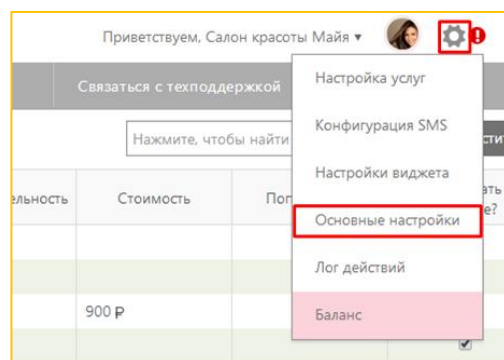 Приветствуем, Салон красоты Майя ▾
Связаться с техподдержкой
Настройка услуг
Нажмите, чтобы найти
Конфигурация SMS
Настройки виджета
Стоимость
Основные настройки
Лог действий
900 ₽
Баланс